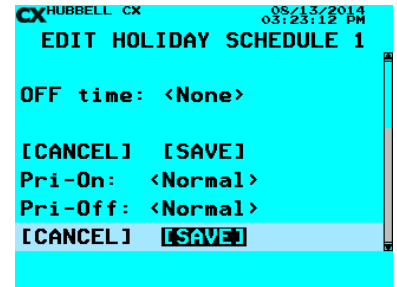 CX HUBBELL CX 08/13/2014
03:23:12 PM
EDIT HOLIDAY SCHEDULE 1
OFF time: <None>
[CANCEL] [SAVE]
Pri-On: <Normal>
Pri-Off: <Normal>
[CANCEL] [SAVE]